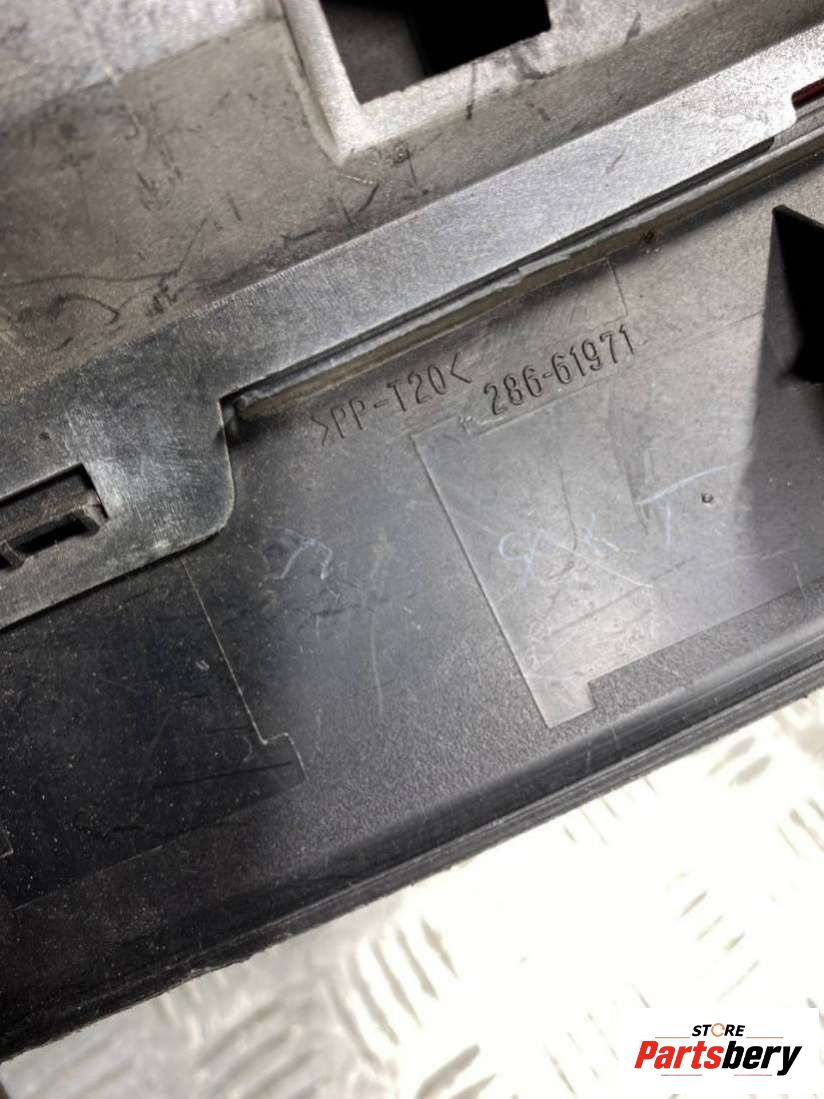 >PP-T20<
286-61971
STORE
Partsbery